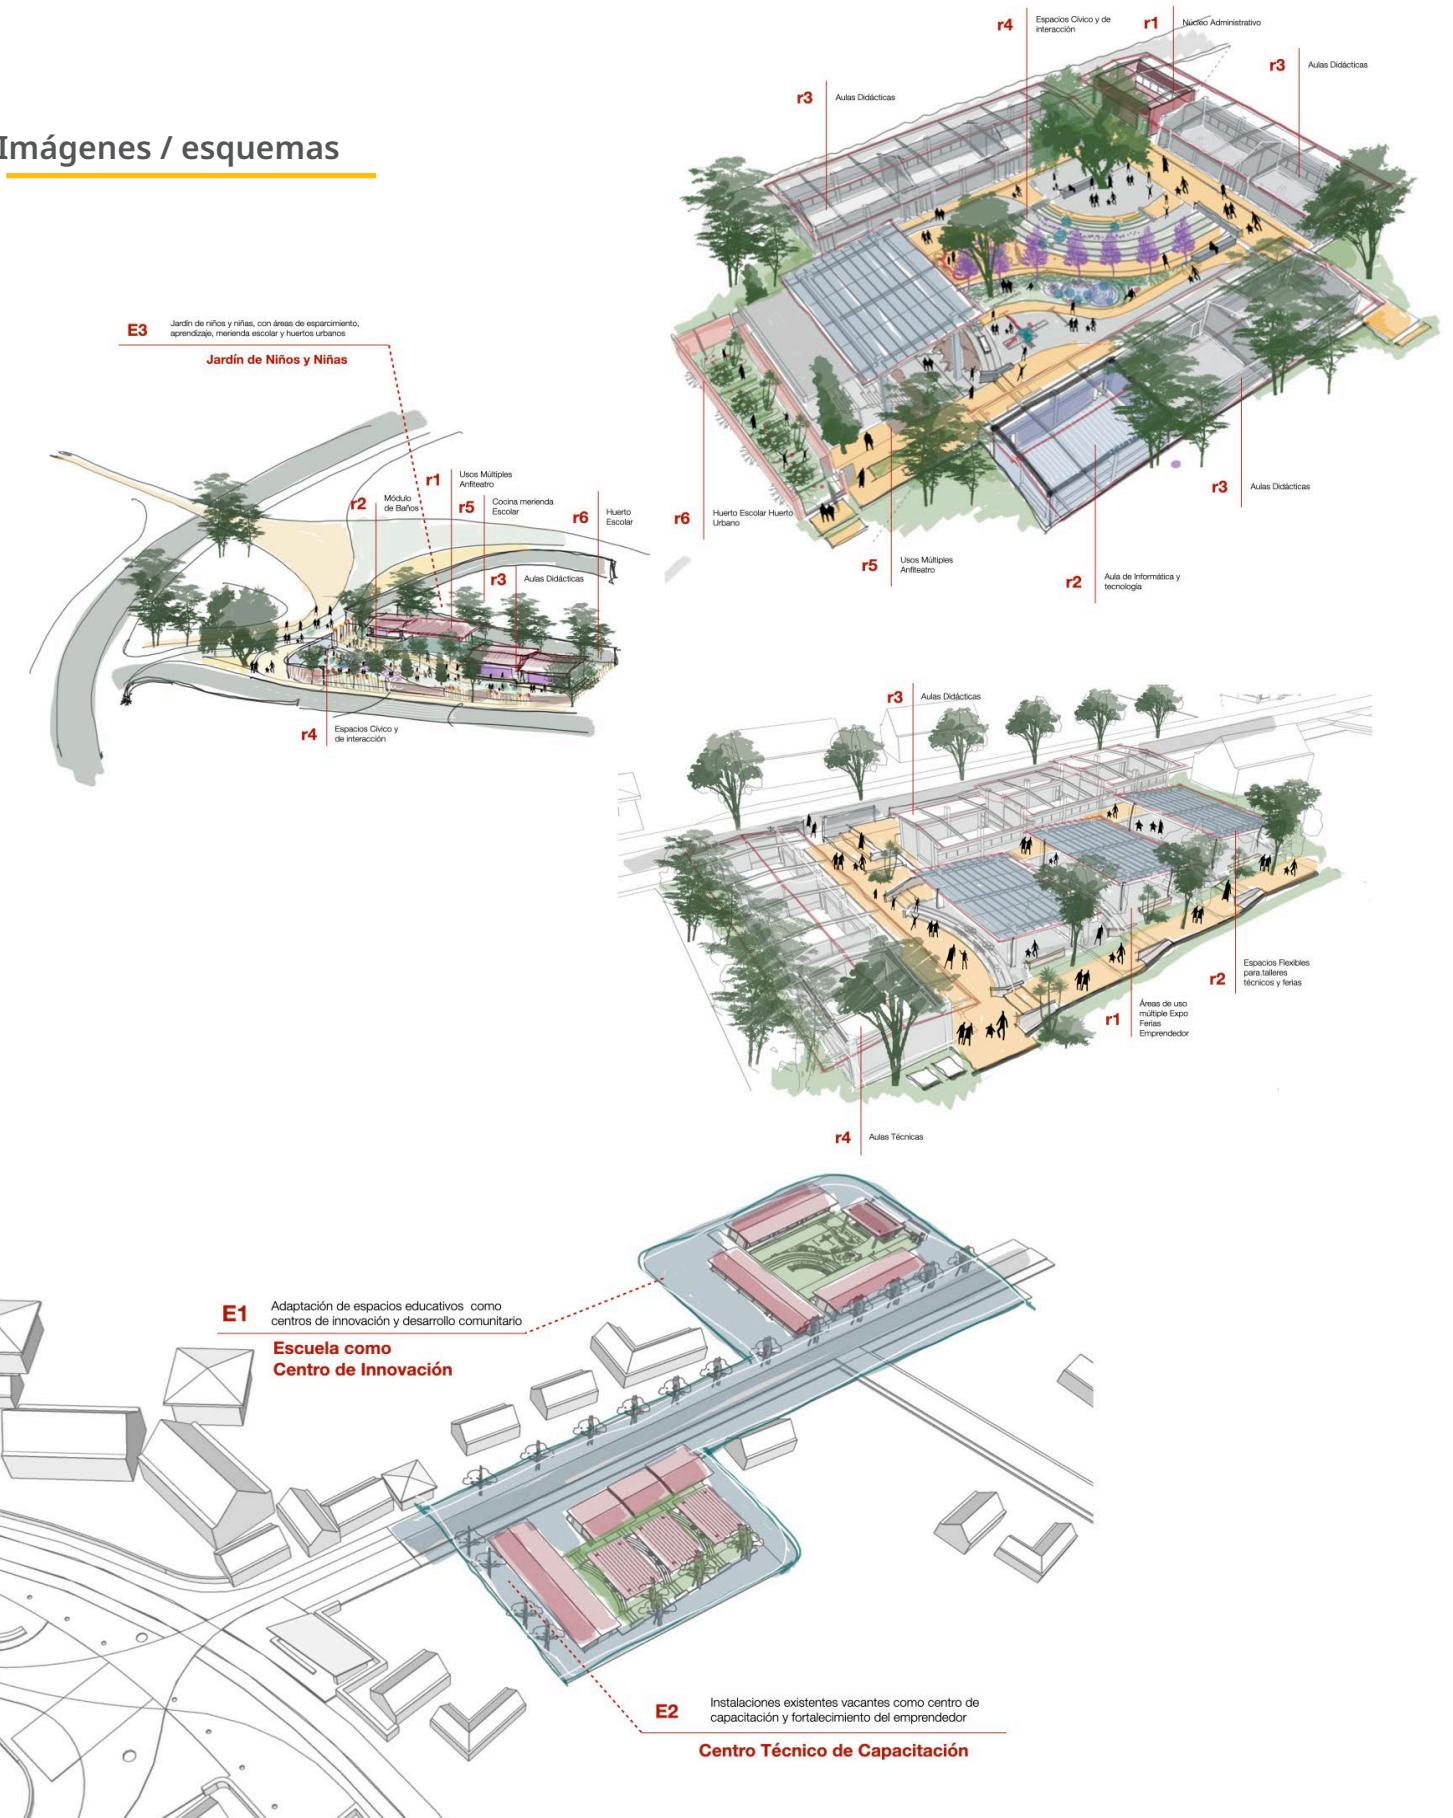 Imágenes / esquemas
r4
Espacios Cívico y de
interacción
r1
Núcleo Administrativo
r3
Aulas Didácticas
r3
Aulas Didácticas
r6
Huerto Escolar Huerto
Urbano
r5
Usos Múltiples
Anfiteatro
r2
Aula de Informática y
tecnología
r3
Aulas Didácticas
E3
Jardín de niños y niñas, con áreas de esparcimiento,
aprendizaje, merienda escolar y huertos urbanos
Jardín de Niños y Niñas
r1
Usos Múltiples
Anfiteatro
r2
Módulo
de Baños
r5
Cocina merienda
Escolar
r6
Huerto
Escolar
r3
Aulas Didácticas
r4
Espacios Cívico y
de interacción
r3
Aulas Didácticas
r2
Espacios Flexibles
para talleres
técnicos y ferias
r1
Áreas de uso
múltiple Expo
Ferias
Emprendedor
r4
Aulas Técnicas
E1
Adaptación de espacios educativos como
centros de innovación y desarrollo comunitario
Escuela como
Centro de Innovación
E2
Instalaciones existentes vacantes como centro de
capacitación y fortalecimiento del emprendedor
Centro Técnico de Capacitación